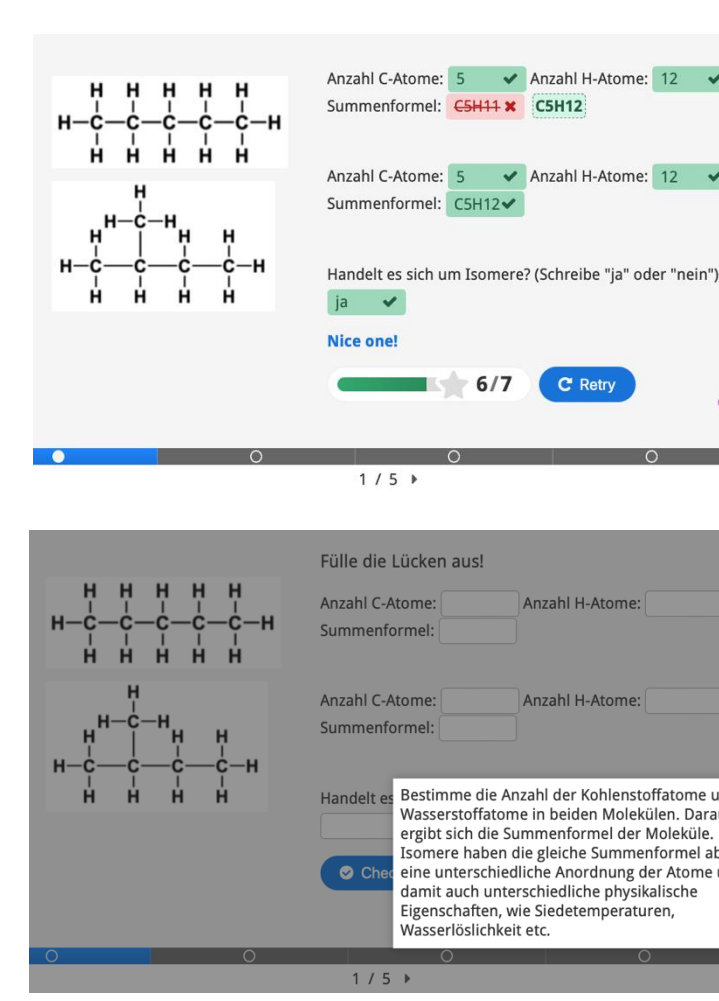 H H H H H
H-C-C-C-C-C-H
H H H H H
Anzahl C-Atome: 5 Anzahl H-Atome: 12
Summenformel: C5H11 C5H12
H
H-C-H
H H H
H-C-C-C-C-H
H H H H
Anzahl C-Atome: 5 Anzahl H-Atome: 12
Summenformel: C5H12
Handelt es sich um Isomere? (Schreibe "ja" oder "nein")
ja
Nice one!
6/7 Retry
1 / 5
Fülle die Lücken aus!
H H H H H
H-C-C-C-C-C-H
H H H H H
Anzahl C-Atome: Anzahl H-Atome:
Summenformel:
H
H-C-H
H H H
H-C-C-C-C-H
H H H H
Anzahl C-Atome: Anzahl H-Atome:
Summenformel:
Handelt es
Chec
Bestimme die Anzahl der Kohlenstoffatome u
Wasserstoffatome in beiden Molekülen. Darau
ergibt sich die Summenformel der Moleküle.
Isomere haben die gleiche Summenformel ab
eine unterschiedliche Anordnung der Atome u
damit auch unterschiedliche physikalische
Eigenschaften, wie Siedetemperaturen,
Wasserlöslichkeit etc.
1 / 5